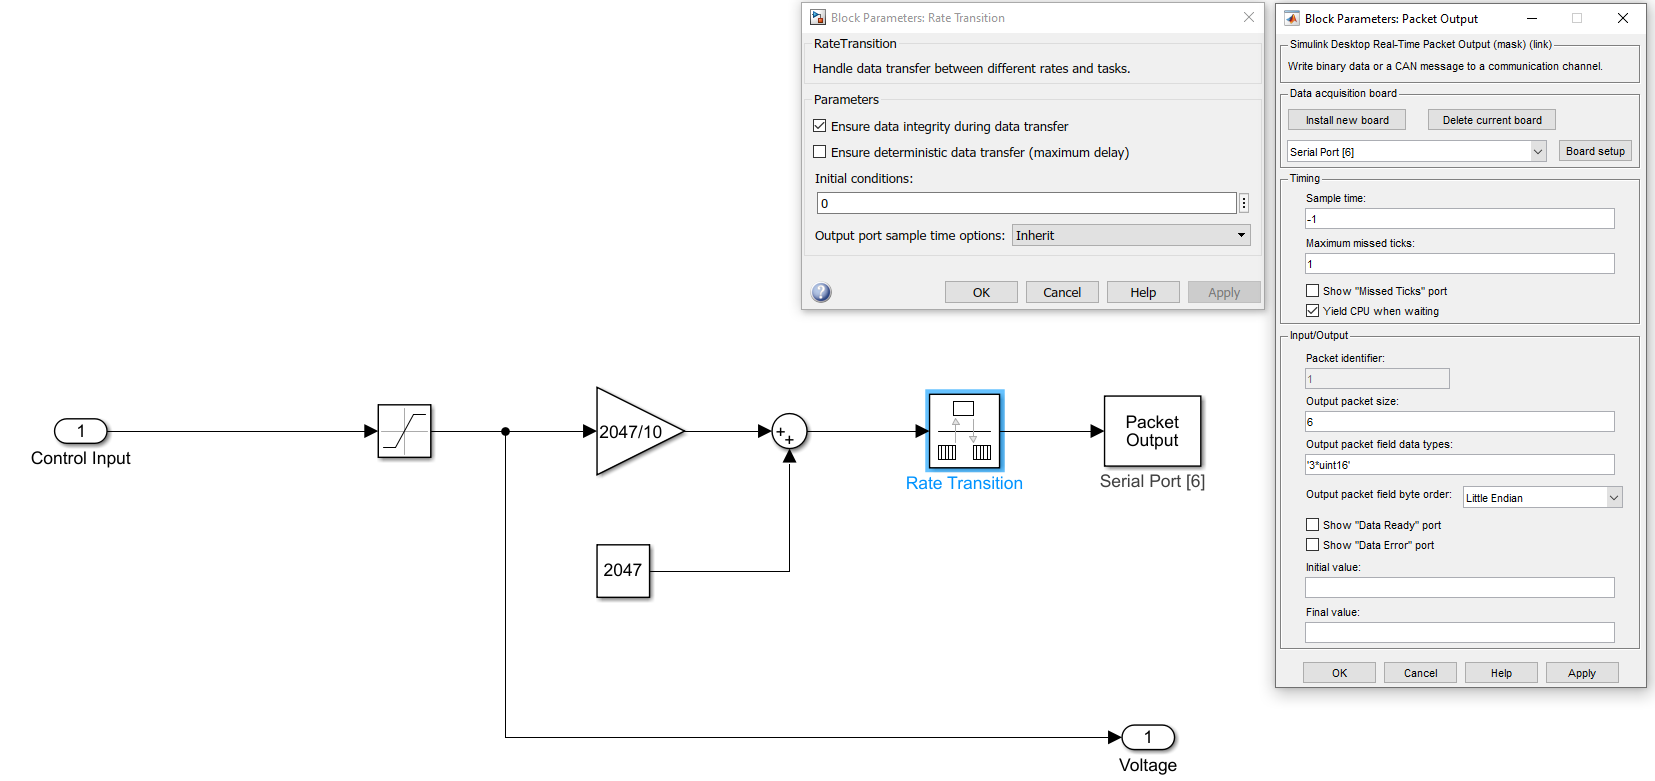 Block Parameters: Rate Transition
RateTransition
Handle data transfer between different rates and tasks.
Parameters
Ensure data integrity during data transfer
Ensure deterministic data transfer (maximum delay)
Initial conditions:
0
Output port sample time options: Inherit
OK Cancel Help Apply
Block Parameters: Packet Output
Simulink Desktop Real-Time Packet Output (mask) (link)
Write binary data or a CAN message to a communication channel.
Data acquisition board
Install new board Delete current board
Serial Port [6] Board setup
Timing
Sample time:
-1
Maximum missed ticks:
1
Show "Missed Ticks" port
Yield CPU when waiting
Input/Output
Packet identifier:
1
Output packet size:
6
Output packet field data types:
'3*uint16'
Output packet field byte order: Little Endian
Show "Data Ready" port
Show "Data Error" port
Initial value:
Final value:
OK Cancel Help Apply
1
Control Input
2047/10
2047
Rate Transition
Packet
Output
Serial Port [6]
1
Voltage